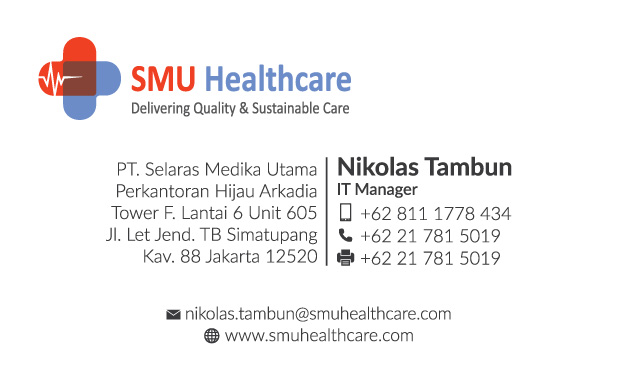 SMU Healthcare
Delivering Quality & Sustainable Care
PT. Selaras Medika Utama
Perkantoran Hijau Arkadia
Tower F. Lantai 6 Unit 605
Jl. Let Jend. TB Simatupang
Kav. 88 Jakarta 12520
Nikolas Tambun
IT Manager
+62 811 1778 434
+62 21 781 5019
+62 21 781 5019
nikolas.tambun@smuhealthcare.com
www.smuhealthcare.com